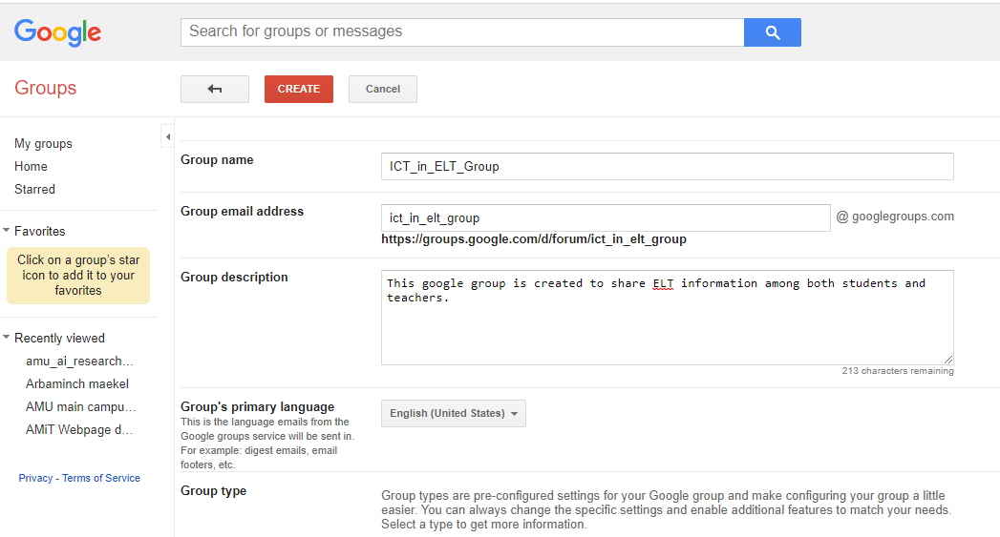 Google
Search for groups or messages
Groups
CREATE
Cancel
My groups
Home
Starred
Favorites
Click on a group's star
icon to add it to your
favorites
Recently viewed
amu_ai_research...
Arbaminch maekel
AMU main campu...
AMiT Webpage d...
Privacy - Terms of Service
Group name
ICT_in_ELT_Group
Group email address
ict_in_elt_group
@ googlegroups.com
https://groups.google.com/d/forum/ict_in_elt_group
Group description
This google group is created to share ELT information among both students and
teachers.
213 characters remaining
Group's primary language
This is the language emails from the
Google groups service will be sent in.
For example: digest emails, email
footers, etc.
English (United States)
Group type
Group types are pre-configured settings for your Google group and make configuring your group a little
easier. You can always change the specific settings and enable additional features to match your needs.
Select a type to get more information.